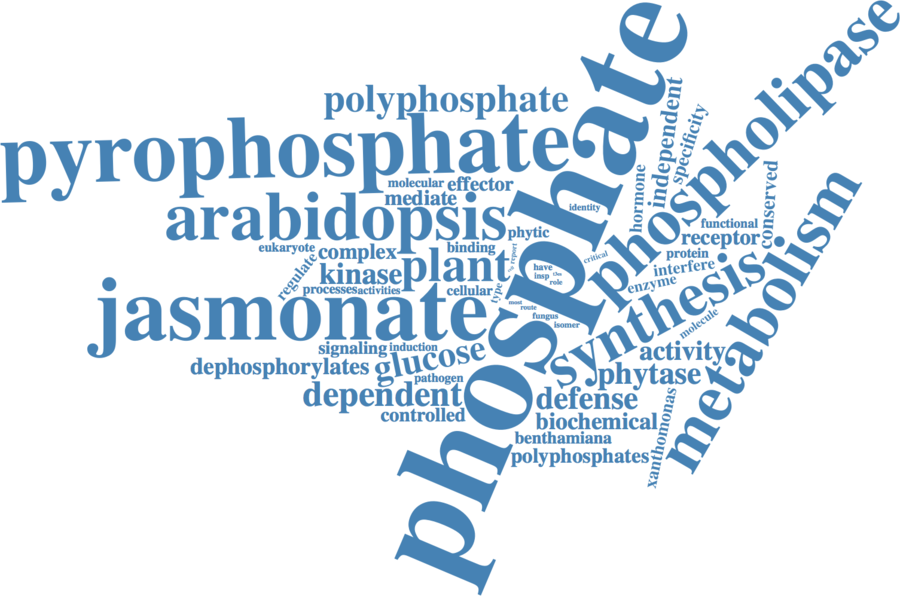 phosphate
phospholipase
polyphosphate
pyrophosphate
independent
specificity
molecular
effector
mediate
hormone
identity
conserved
metabolism
arabidopsis
phytic
functional
receptor
eukaryote
complex
binding
protein
regulate
kinase
plant
% report
critical
have
One
insp
role
interfere
enzyme
synthesis
processes
activities
cellular
type
jasmonate
most
route
fungus
isomer
molecule
signaling
induction
glucose
activity
dephosphorylates
pathogen
phytase
dependent
defense
controlled
biochemical
xanthomonas
benthamiana
polyphosphates